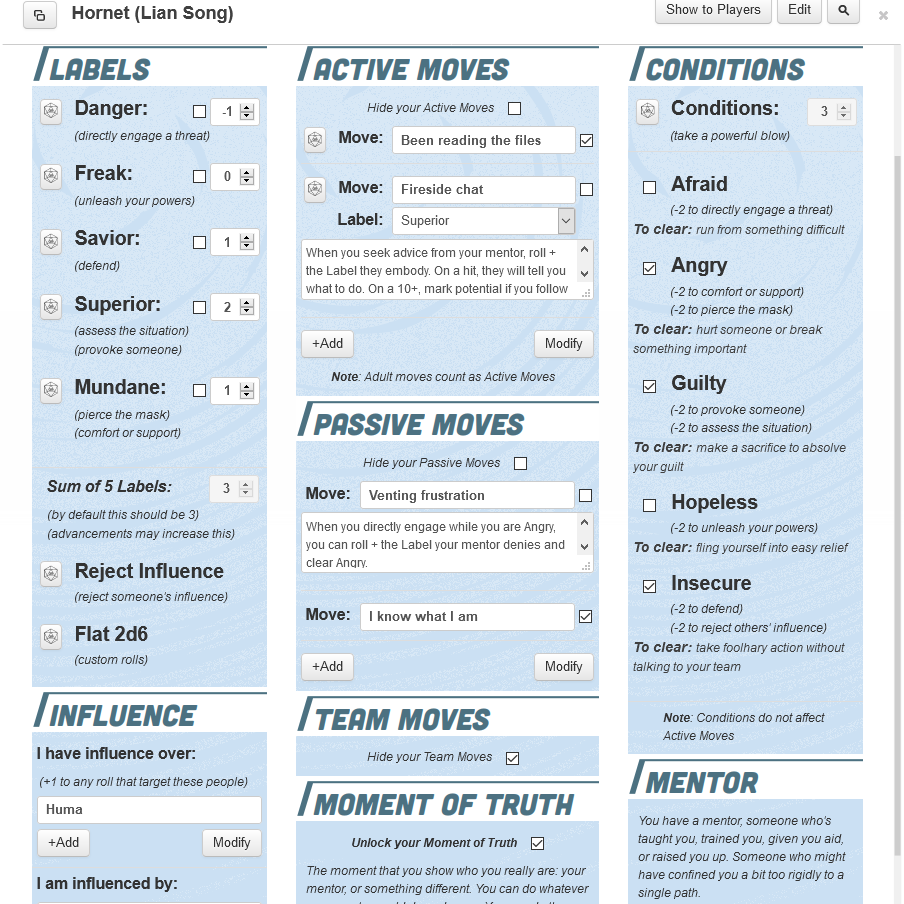 Hornet (Lian Song)
Show to Players
Edit
LABELS
Danger:
-1
(directly engage a threat)
Freak:
0
(unleash your powers)
Savior:
1
(defend)
Superior:
2
(assess the situation)
(provoke someone)
Mundane:
1
(pierce the mask)
(comfort or support)
Sum of 5 Labels:
3
(by default this should be 3)
(advancements may increase this)
Reject Influence
(reject someone's influence)
Flat 2d6
(custom rolls)
INFLUENCE
I have influence over:
(+1 to any roll that target these people)
Huma
+Add
Modify
I am influenced by:
ACTIVE MOVES
Hide your Active Moves
Move:
Been reading the files
Move:
Fireside chat
Label:
Superior
When you seek advice from your mentor, roll +
the Label they embody. On a hit, they will tell you
what to do. On a 10+, mark potential if you follow
+Add
Modify
Note: Adult moves count as Active Moves
PASSIVE MOVES
Hide your Passive Moves
Move:
Venting frustration
When you directly engage while you are Angry,
you can roll + the Label your mentor denies and
clear Angry.
Move:
I know what I am
+Add
Modify
TEAM MOVES
Hide your Team Moves
MOMENT OF TRUTH
Unlock your Moment of Truth
The moment that you show who you really are: your
mentor, or something different. You can do whatever
CONDITIONS
Conditions:
3
(take a powerful blow)
Afraid
(-2 to directly engage a threat)
To clear: run from something difficult
Angry
(-2 to comfort or support)
(-2 to pierce the mask)
To clear: hurt someone or break
something important
Guilty
(-2 to provoke someone)
(-2 to assess the situation)
To clear: make a sacrifice to absolve
your guilt
Hopeless
(-2 to unleash your powers)
To clear: fling yourself into easy relief
Insecure
(-2 to defend)
(-2 to reject others' influence)
To clear: take foolhary action without
talking to your team
Note: Conditions do not affect
Active Moves
MENTOR
You have a mentor, someone who's
taught you, trained you, given you aid,
or raised you up. Someone who might
have confined you a bit too rigidly to a
single path.